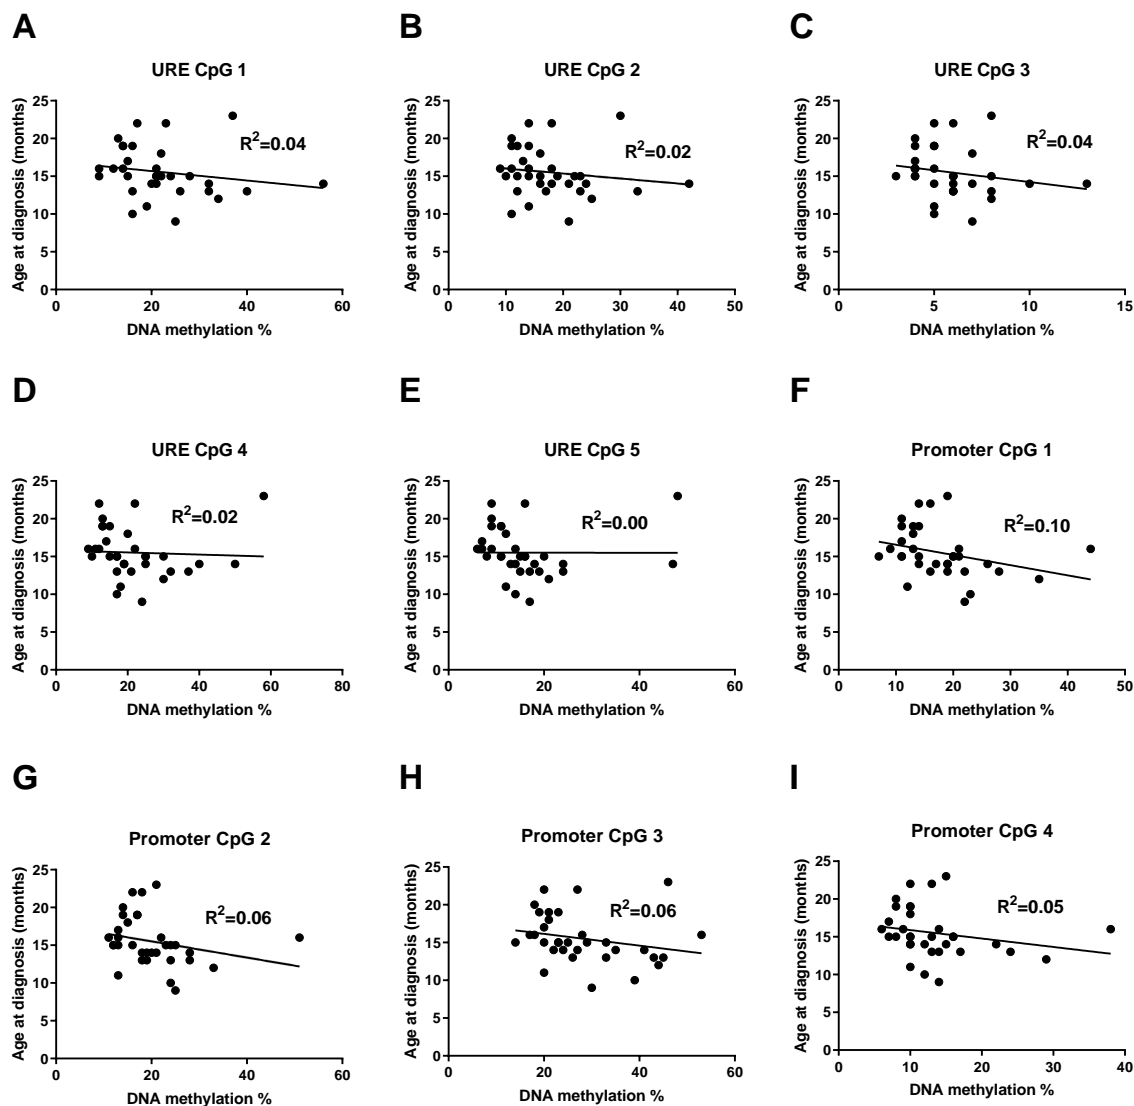 A
URE CpG 1
Age at diagnosis (months)
25
20
15
10
5
0
R²=0.04
0 20 40 60
DNA methylation %
B
URE CpG 2
Age at diagnosis (months)
25
20
15
10
5
0
R²=0.02
0 10 20 30 40 50
DNA methylation %
C
URE CpG 3
Age at diagnosis (months)
25
20
15
10
5
0
R²=0.04
0 5 10 15
DNA methylation %
D
URE CpG 4
Age at diagnosis (months)
25
20
15
10
5
0
R²=0.02
0 20 40 60 80
DNA methylation %
E
URE CpG 5
Age at diagnosis (months)
25
20
15
10
5
0
R²=0.00
0 20 40 60
DNA methylation %
F
Promoter CpG 1
Age at diagnosis (months)
25
20
15
10
5
0
R²=0.10
0 10 20 30 40 50
DNA methylation %
G
Promoter CpG 2
Age at diagnosis (months)
25
20
15
10
5
0
R²=0.06
0 20 40 60
DNA methylation %
H
Promoter CpG 3
Age at diagnosis (months)
25
20
15
10
5
0
R²=0.06
0 20 40 60
DNA methylation %
I
Promoter CpG 4
Age at diagnosis (months)
25
20
15
10
5
0
R²=0.05
0 10 20 30 40
DNA methylation %